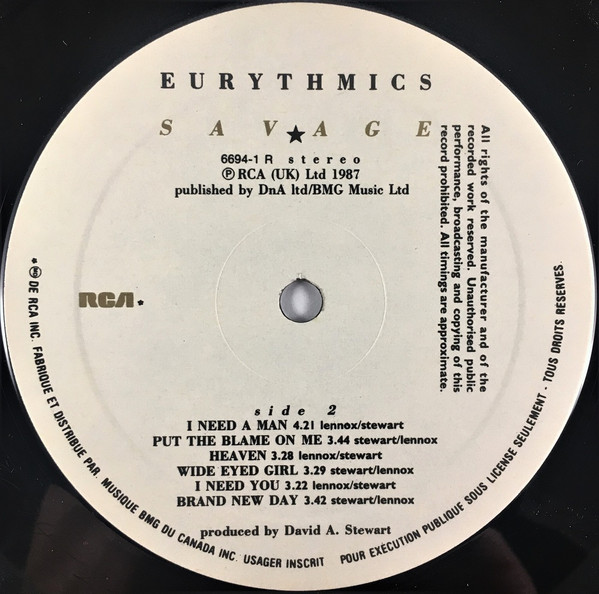 EURYTHMICS
SAVAGE
6694-1 R stereo
Ⓟ RCA (UK) Ltd 1987
published by DnA ltd/BMG Music Ltd
All rights of the manufacturer and of the
recorded work reserved. Unauthorised public
performance, broadcasting and copying of this
record prohibited. All timings are approximate.
RCA
side 2
I NEED A MAN 4.21 lennox/stewart
PUT THE BLAME ON ME 3.44 stewart/lennox
HEAVEN 3.28 lennox/stewart
WIDE EYED GIRL 3.29 stewart/lennox
I NEED YOU 3.22 lennox/stewart
BRAND NEW DAY 3.42 stewart/lennox
produced by David A. Stewart
DE RCA INC. FABRIQUE ET DISTRIBUE PAR. MUSIQUE BMG DU CANADA INC. USAGER INSCRIT POUR EXECUTION PUBLIQUE SOUS LICENSE SEULEMENT - TOUS DROITS RESERVES.